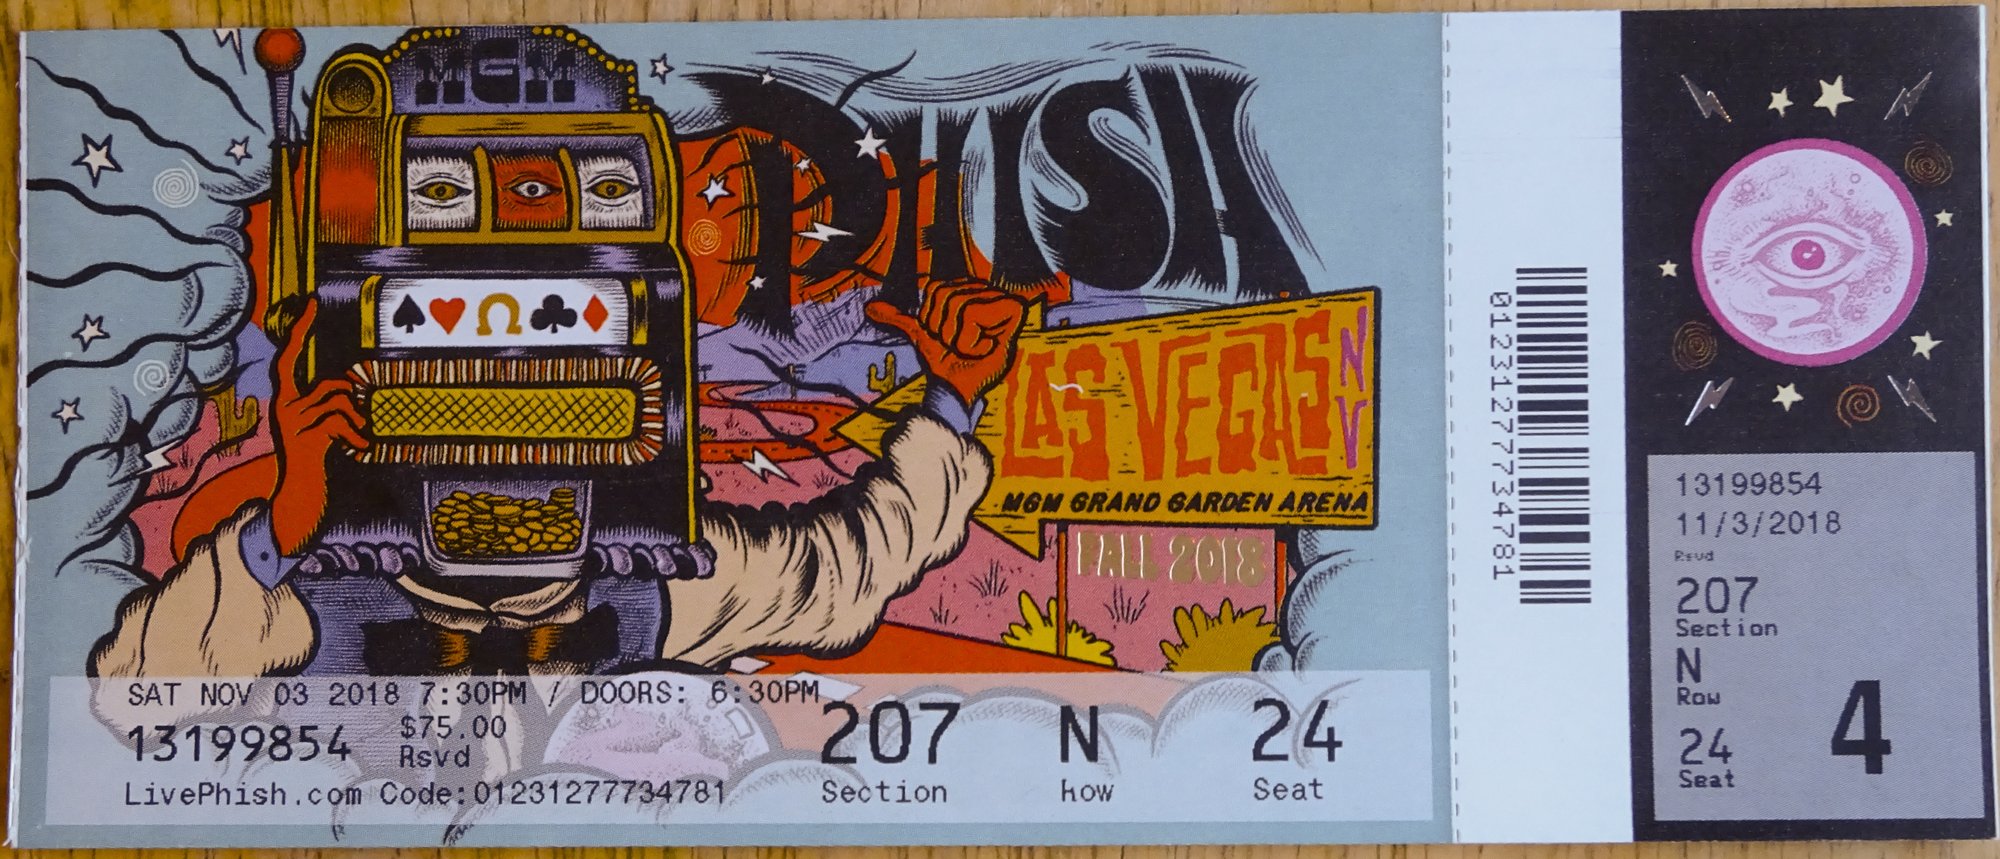 MGM
PHISH
LAS VEGAS NV
MGM GRAND GARDEN ARENA
FALL 2018
SAT NOV 03 2018 7:30PM / DOORS: 6:30PM
13199854
$75.00
Rsvd
LivePhish.com Code:01231277734781
207
Section
N
Row
24
Seat
01231277734781
13199854
11/3/2018
Rsvd
207
Section
N
Row
24
Seat
4